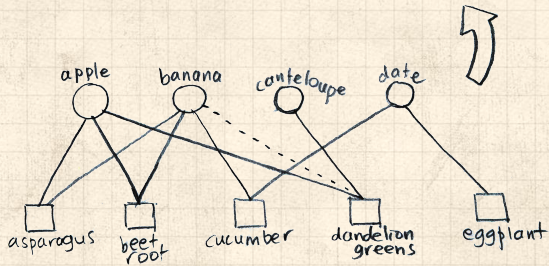 apple
banana
canteloupe
date
asparagus
beet
root
cucumber
dandelion
greens
eggplant